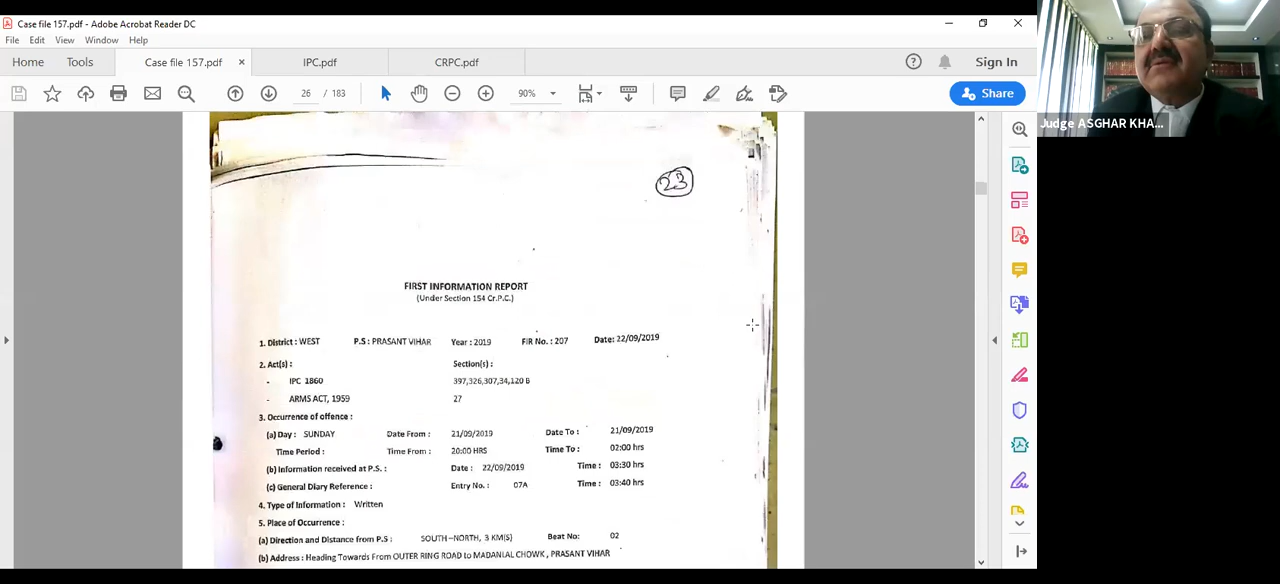 Case file 157.pdf - Adobe Acrobat Reader DC
File Edit View Window Help
Home Tools Case file 157.pdf × IPC.pdf CRPC.pdf Sign In
26 / 183 90% Share
Judge ASGHAR KHA...
23
FIRST INFORMATION REPORT
(Under Section 154 Cr.P.C.)
1. District : WEST P.S : PRASANT VIHAR Year : 2019 FIR No. : 207 Date: 22/09/2019
2. Act(s) : Section(s) :
- IPC 1860 397,326,307,34,120 B
- ARMS ACT, 1959 27
3. Occurrence of offence :
(a) Day : SUNDAY Date From : 21/09/2019 Date To : 21/09/2019
Time Period : Time From : 20:00 HRS Time To : 02:00 hrs
(b) Information received at P.S. : Date : 22/09/2019 Time : 03:30 hrs
(c) General Diary Reference : Entry No. : 07A Time : 03:40 hrs
4. Type of Information : Written
5. Place of Occurrence :
(a) Direction and Distance from P.S : SOUTH –NORTH, 3 KM(S) Beat No: 02
(b) Address : Heading Towards From OUTER RING ROAD to MADANIAL CHOWK , PRASANT VIHAR